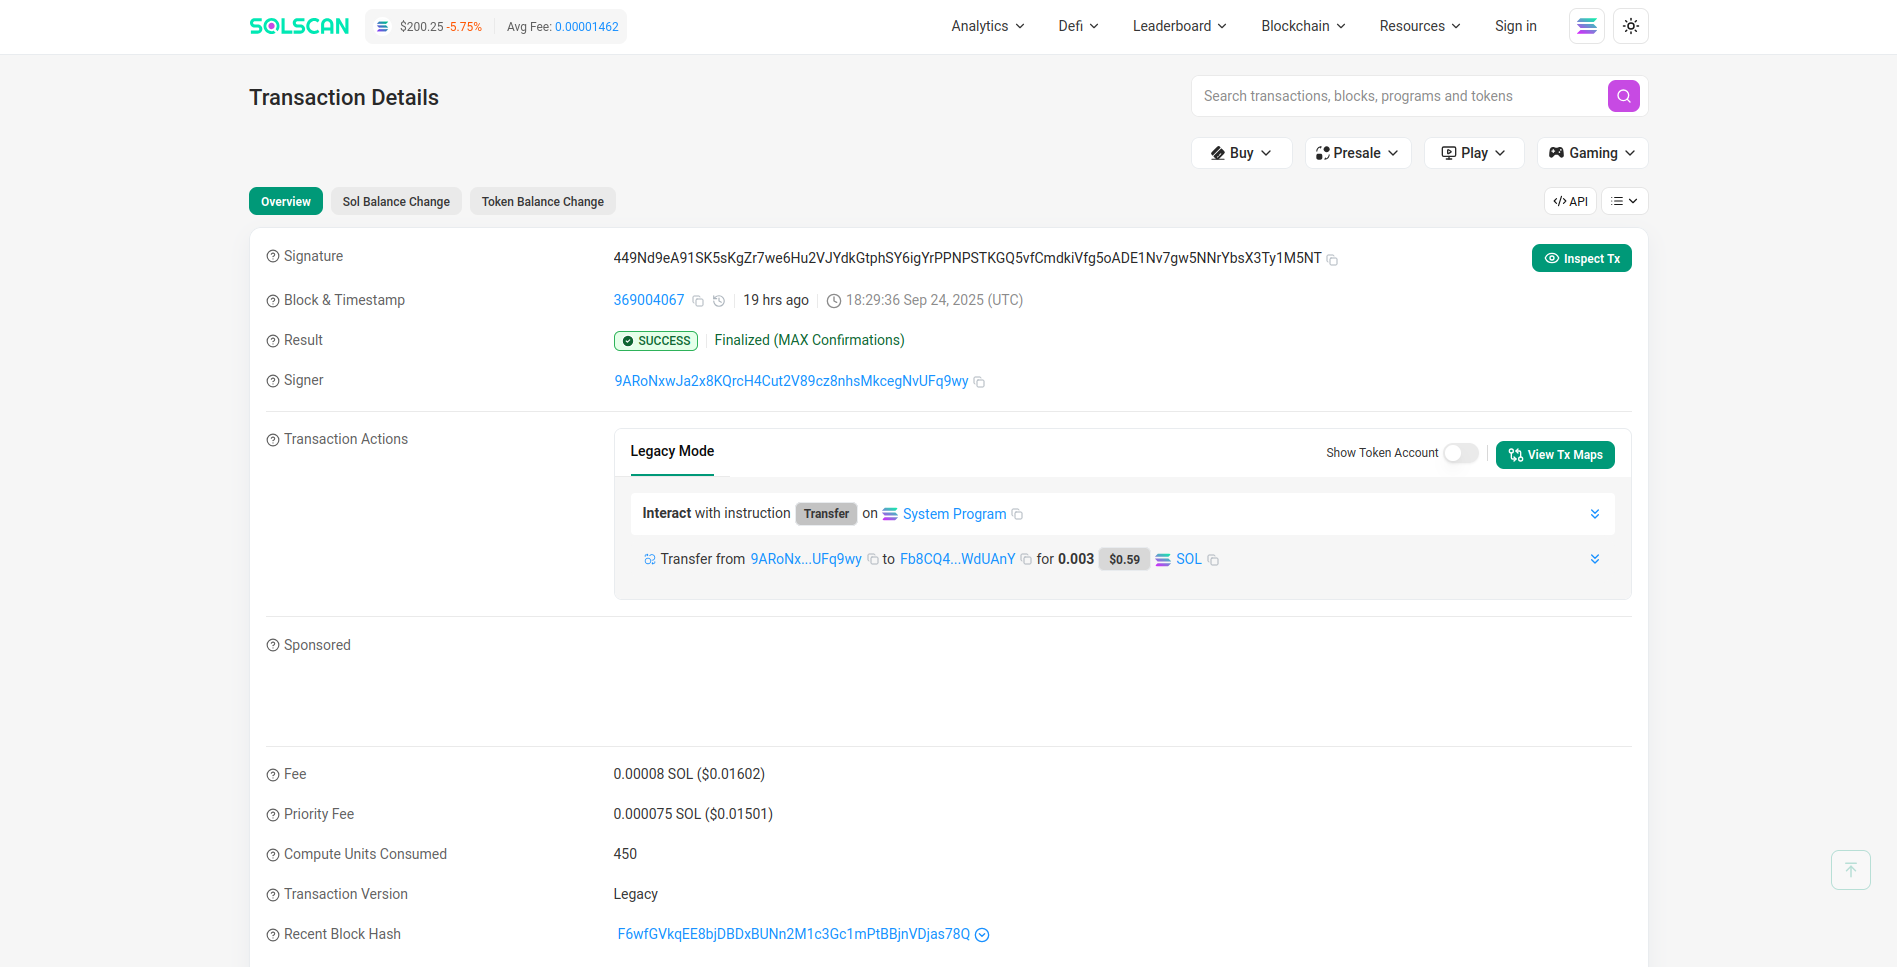 SOLSCAN $200.25 -5.75% Avg Fee: 0.00001462 Analytics Defi Leaderboard Blockchain Resources Sign in
Transaction Details
Search transactions, blocks, programs and tokens
Buy Presale Play Gaming
Overview Sol Balance Change Token Balance Change </> API
Signature 449Nd9eA91SK5sKgZr7we6Hu2VJYdkGtphSY6igYrPPNPSTKGQ5vfCmdkiVfg5oADE1Nv7gw5NNrYbsX3Ty1M5NT Inspect Tx
Block & Timestamp 369004067 19 hrs ago 18:29:36 Sep 24, 2025 (UTC)
Result SUCCESS Finalized (MAX Confirmations)
Signer 9ARoNxwJa2x8KQrcH4Cut2V89cz8nhsMkcegNvUFq9wy
Transaction Actions Legacy Mode Show Token Account View Tx Maps
Interact with instruction Transfer on System Program
Transfer from 9ARoNx...UFq9wy to Fb8CQ4...WdUAnY for 0.003 $0.59 SOL
Sponsored
Fee 0.00008 SOL ($0.01602)
Priority Fee 0.000075 SOL ($0.01501)
Compute Units Consumed 450
Transaction Version Legacy
Recent Block Hash F6wfGVkqEE8bjDBDxBUNn2M1c3Gc1mPtBBjnVDjas78Q